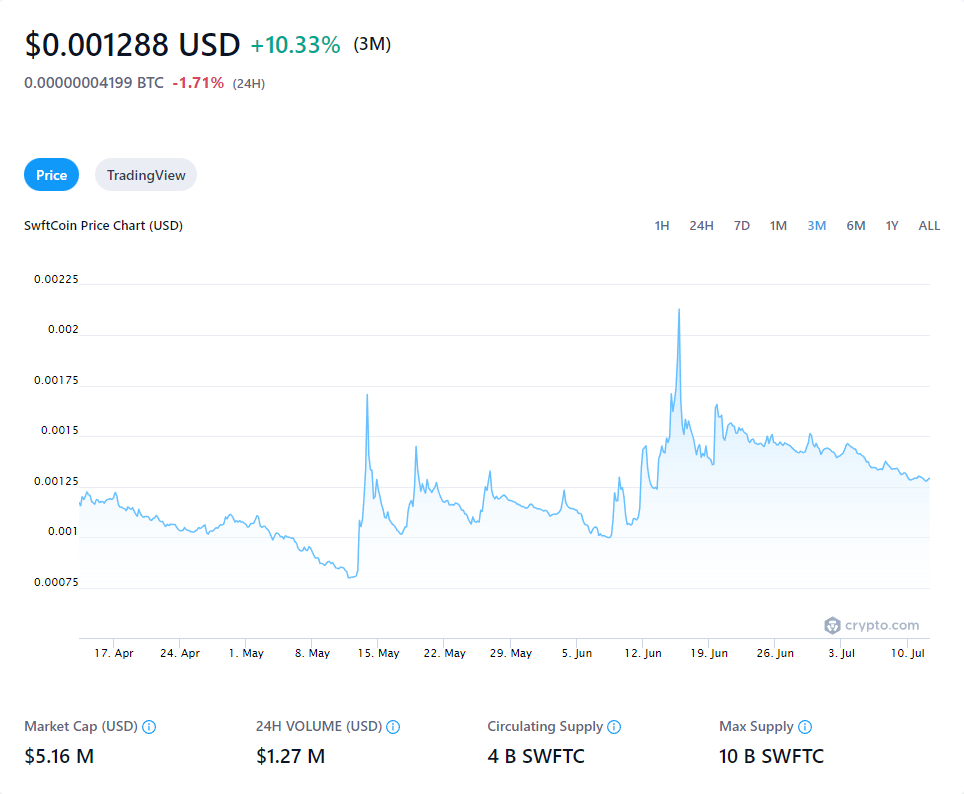 $0.001288 USD +10.33% (3M)
0.00000004199 BTC -1.71% (24H)
Price TradingView
SwftCoin Price Chart (USD) 1H 24H 7D 1M 3M 6M 1Y ALL
0.00225
0.002
0.00175
0.0015
0.00125
0.001
0.00075
crypto.com
17. Apr 24. Apr 1. May 8. May 15. May 22. May 29. May 5. Jun 12. Jun 19. Jun 26. Jun 3. Jul 10. Jul
Market Cap (USD) 24H VOLUME (USD) Circulating Supply Max Supply
$5.16 M $1.27 M 4 B SWFTC 10 B SWFTC